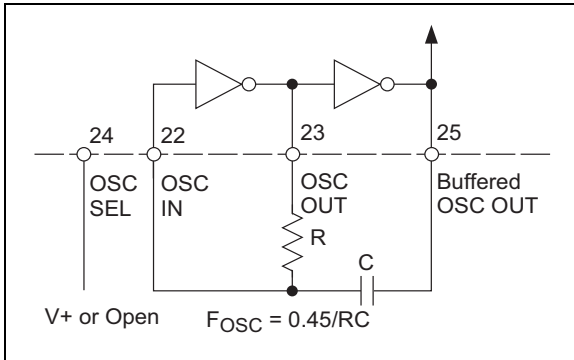 24
22
23
25
OSC
SEL
OSC
IN
OSC
OUT
Buffered
OSC OUT
R
C
V+ or Open
FOSC = 0.45/RC